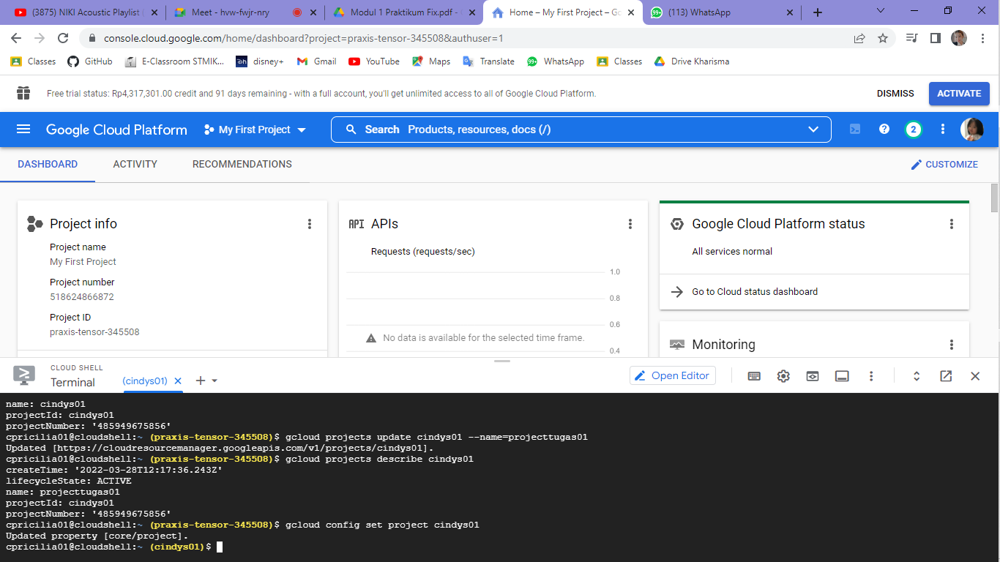 (3875) NIKI Acoustic Playlist (
Meet - hvw-fwjr-nry
Modul 1 Praktikum Fix.pdf -
Home – My First Project – Go
99+
(113) WhatsApp
console.cloud.google.com/home/dashboard?project=praxis-tensor-345508&authuser=1
Classes
GitHub
E-Classroom STMIK...
disney+
Gmail
YouTube
Maps
Translate
99+
WhatsApp
Classes
Drive Kharisma
Free trial status: Rp4,317,301.00 credit and 91 days remaining - with a full account, you'll get unlimited access to all of Google Cloud Platform.
DISMISS
ACTIVATE
Google Cloud Platform
My First Project
Search Products, resources, docs (/)
2
DASHBOARD
ACTIVITY
RECOMMENDATIONS
CUSTOMIZE
Project info
Project name
My First Project
Project number
518624866872
Project ID
praxis-tensor-345508
API
APIs
Requests (requests/sec)
1.0
0.8
0.6
No data is available for the selected time frame.
0.4
Google Cloud Platform status
All services normal
Go to Cloud status dashboard
Monitoring
CLOUD SHELL
Terminal
(cindys01)
Open Editor
name: cindys01
projectId: cindys01
projectNumber: '485949675856'
cpricilia01@cloudshell:~ (praxis-tensor-345508)$ gcloud projects update cindys01 --name=projecttugas01
Updated [https://cloudresourcemanager.googleapis.com/v1/projects/cindys01].
cpricilia01@cloudshell:~ (praxis-tensor-345508)$ gcloud projects describe cindys01
createTime: '2022-03-28T12:17:36.243Z'
lifecycleState: ACTIVE
name: projecttugas01
projectId: cindys01
projectNumber: '485949675856'
cpricilia01@cloudshell:~ (praxis-tensor-345508)$ gcloud config set project cindys01
Updated property [core/project].
cpricilia01@cloudshell:~ (cindys01)$